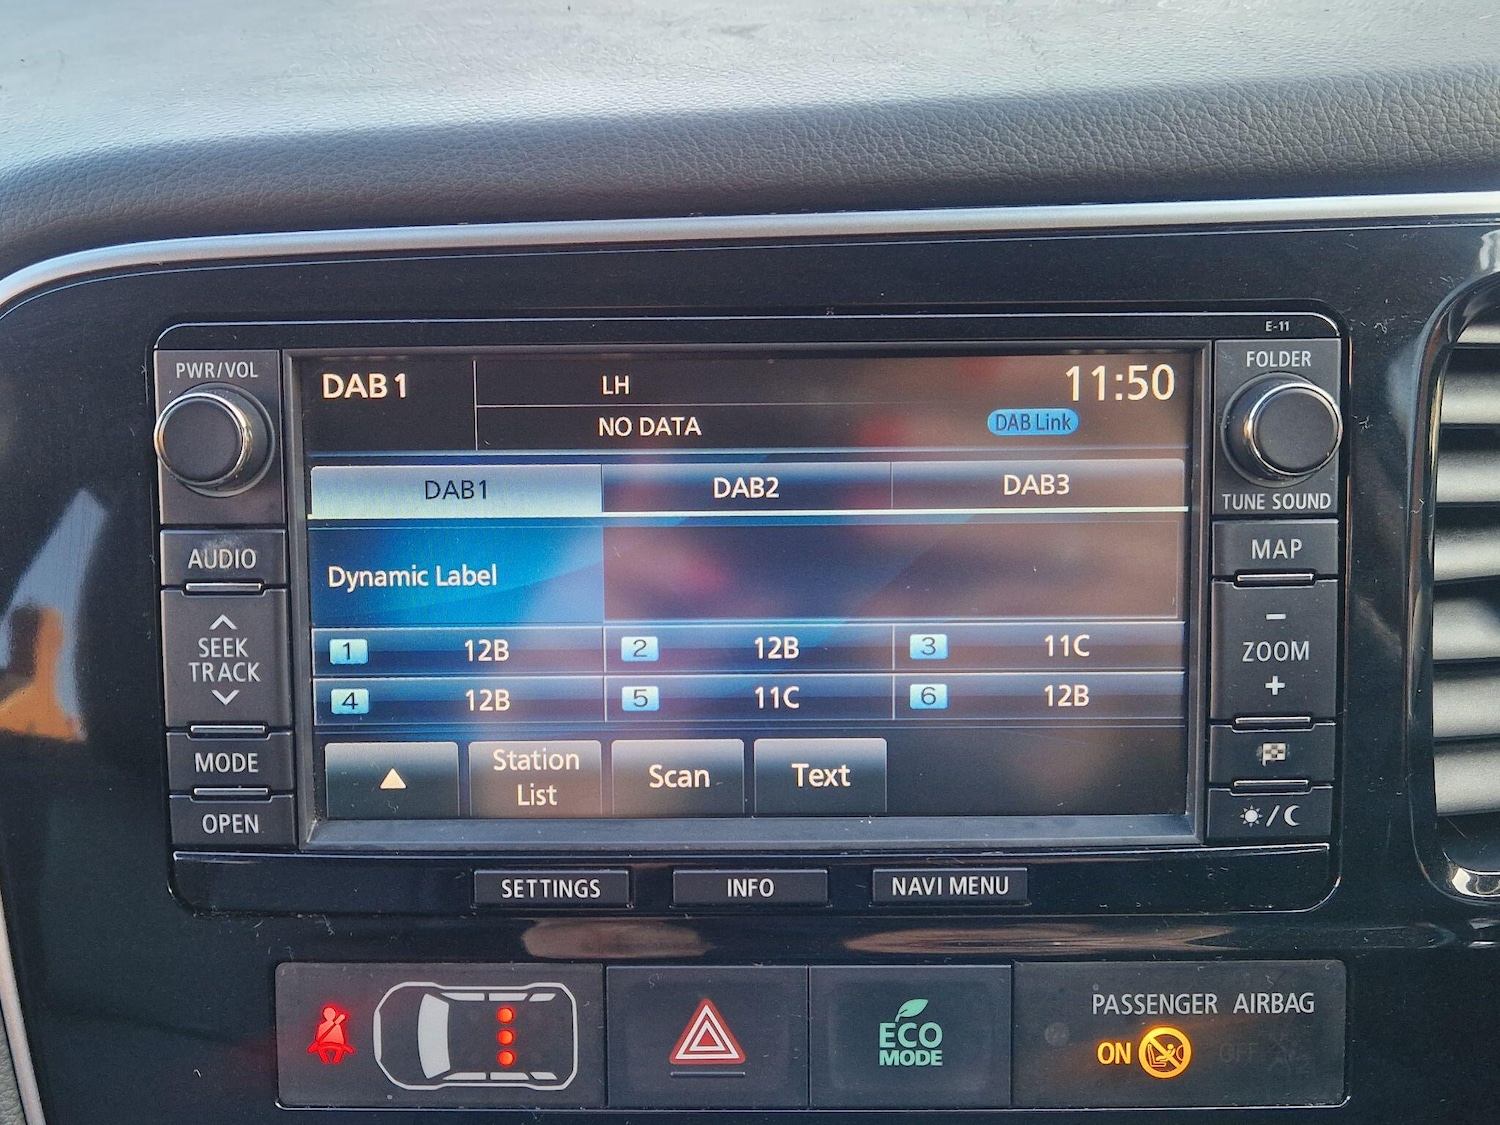 E-11
PWR/VOL
FOLDER
DAB 1
LH
11:50
NO DATA
DAB Link
TUNE SOUND
DAB1
DAB2
DAB3
AUDIO
MAP
Dynamic Label
SEEK
TRACK
ZOOM
1 12B
2 12B
3 11C
4 12B
5 11C
6 12B
MODE
Station
List
Scan
Text
OPEN
SETTINGS
INFO
NAVI MENU
PASSENGER AIRBAG
ECO
MODE
ON
OFF